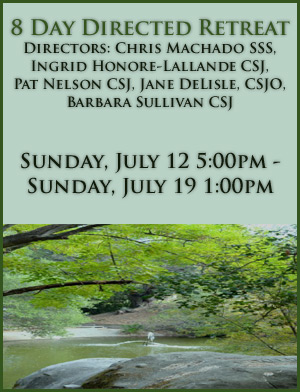 8 Day Directed Retreat
Directors: Chris Machado SSS,
Ingrid Honore-Lallande CSJ,
Pat Nelson CSJ, Jane DeLisle, CSJO,
Barbara Sullivan CSJ
Sunday, July 12 5:00pm -
Sunday, July 19 1:00pm